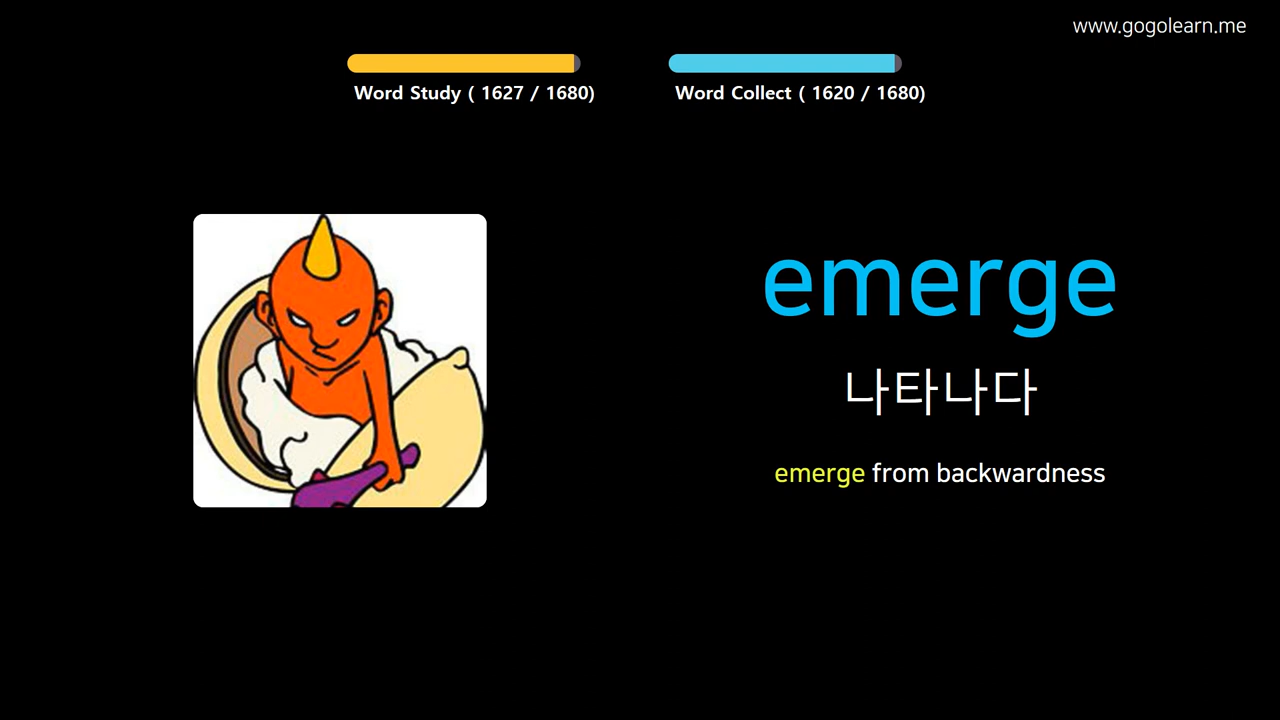 www.gogolearn.me
Word Study ( 1627 / 1680)
Word Collect ( 1620 / 1680)
emerge
나타나다
emerge from backwardness